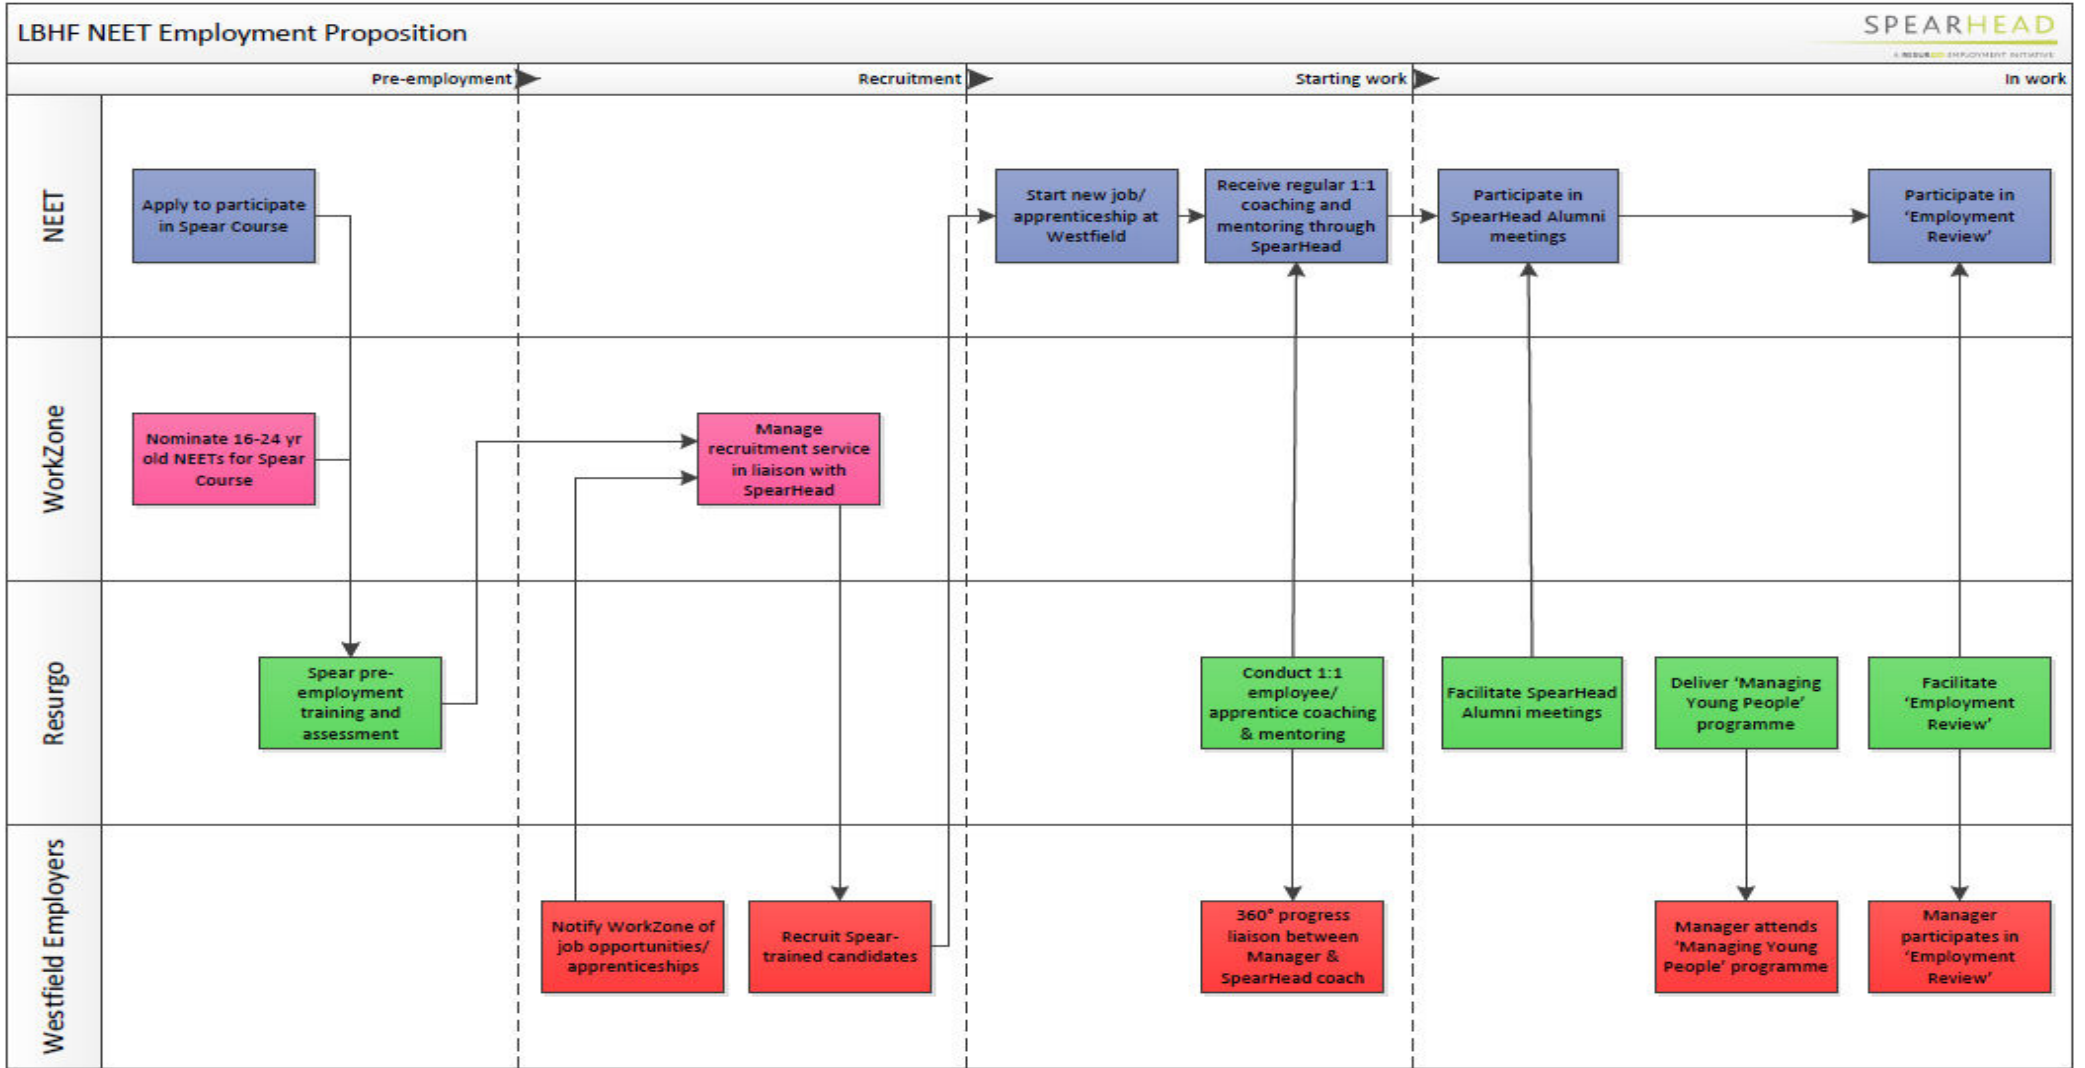 LBHF NEET Employment Proposition
SPEARHEAD
Pre-employment
Recruitment
Starting work
In work
NEET
Apply to participate
in Spear Course
Start new job/
apprenticeship at
Westfield
Receive regular 1:1
coaching and
mentoring through
SpearHead
Participate in
SpearHead Alumni
meetings
Participate in
‘Employment
Review’
WorkZone
Nominate 16-24 yr
old NEETs for Spear
Course
Manage
recruitment service
in liaison with
SpearHead
Resurgo
Spear pre-
employment
training and
assessment
Conduct 1:1
employee/
apprentice coaching
& mentoring
Facilitate SpearHead
Alumni meetings
Deliver ‘Managing
Young People’
programme
Facilitate
‘Employment
Review’
Westfield Employers
Notify WorkZone of
job opportunities/
apprenticeships
Recruit Spear-
trained candidates
360° progress
liaison between
Manager &
SpearHead coach
Manager attends
‘Managing Young
People’ programme
Manager
participates in
‘Employment
Review’